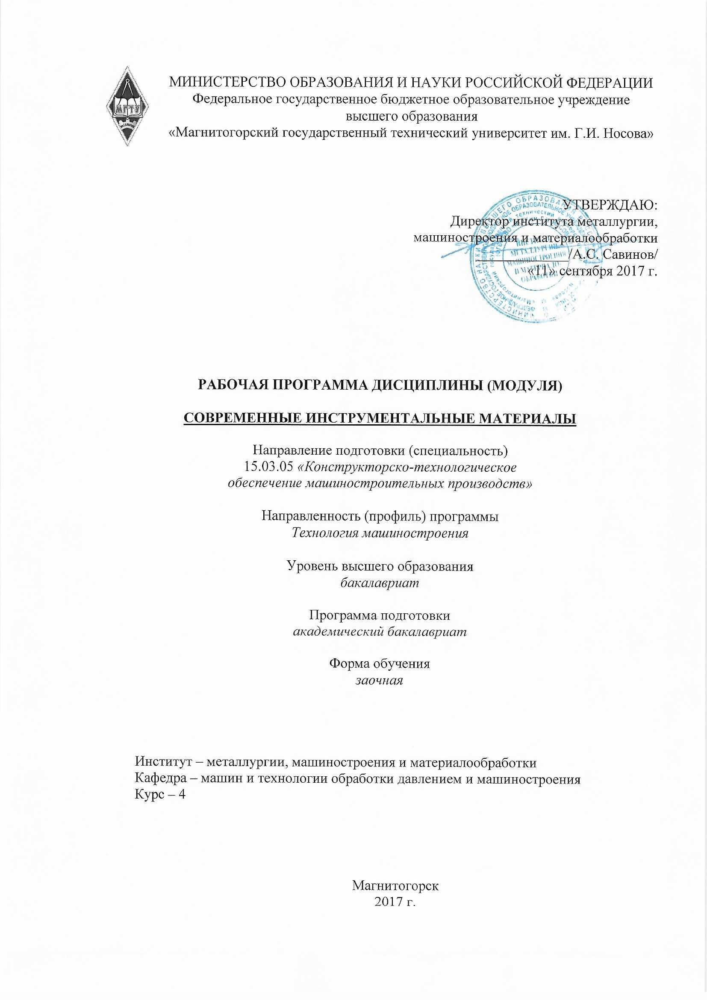 МИНИСТЕРСТВО ОБРАЗОВАНИЯ И НАУКИ РОССИЙСКОЙ ФЕДЕРАЦИИ
Федеральное государственное бюджетное образовательное учреждение
высшего образования
«Магнитогорский государственный технический университет им. Г.И. Носова»
МГТУ
УТВЕРЖДАЮ:
Директор института металлургии,
машиностроения и материалообработки
/А.С. Савинов/
«11» сентября 2017 г.
РАБОЧАЯ ПРОГРАММА ДИСЦИПЛИНЫ (МОДУЛЯ)
СОВРЕМЕННЫЕ ИНСТРУМЕНТАЛЬНЫЕ МАТЕРИАЛЫ
Направление подготовки (специальность)
15.03.05 «Конструкторско-технологическое
обеспечение машиностроительных производств»
Направленность (профиль) программы
Технология машиностроения
Уровень высшего образования
бакалавриат
Программа подготовки
академический бакалавриат
Форма обучения
заочная
Институт – металлургии, машиностроения и материалообработки
Кафедра – машин и технологии обработки давлением и машиностроения
Курс – 4
Магнитогорск
2017 г.